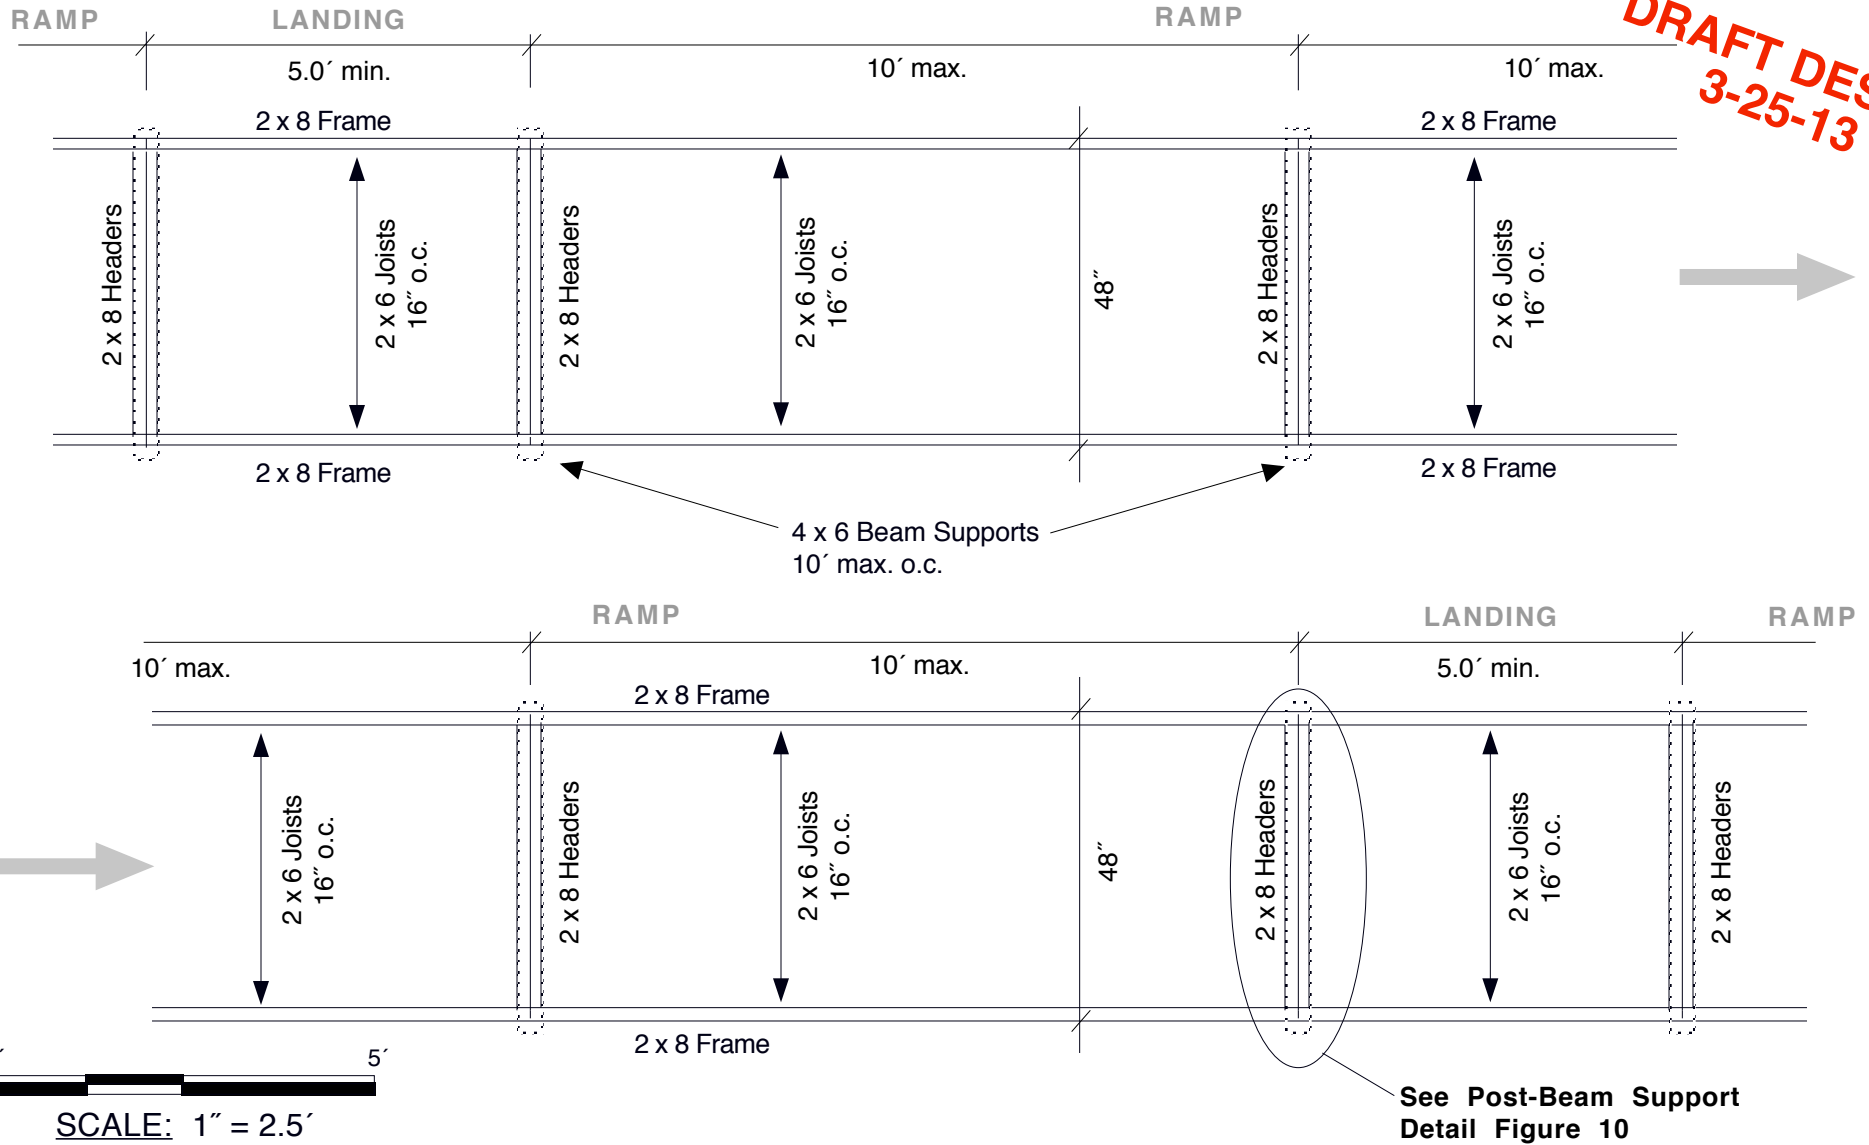 RAMP
LANDING
RAMP
DRAFT DES
3-25-13
5.0´ min.
10´ max.
10´ max.
2 x 8 Frame
2 x 8 Frame
2 x 8 Headers
2 x 6 Joists
16˝ o.c.
2 x 8 Headers
2 x 6 Joists
16˝ o.c.
48˝
2 x 8 Headers
2 x 6 Joists
16˝ o.c.
2 x 8 Frame
2 x 8 Frame
4 x 6 Beam Supports
10´ max. o.c.
RAMP
LANDING
RAMP
10´ max.
10´ max.
5.0´ min.
2 x 8 Frame
2 x 6 Joists
16˝ o.c.
2 x 8 Headers
2 x 6 Joists
16˝ o.c.
48˝
2 x 8 Headers
2 x 6 Joists
16˝ o.c.
2 x 8 Headers
2 x 8 Frame
5´
SCALE: 1˝ = 2.5´
See Post-Beam Support
Detail Figure 10